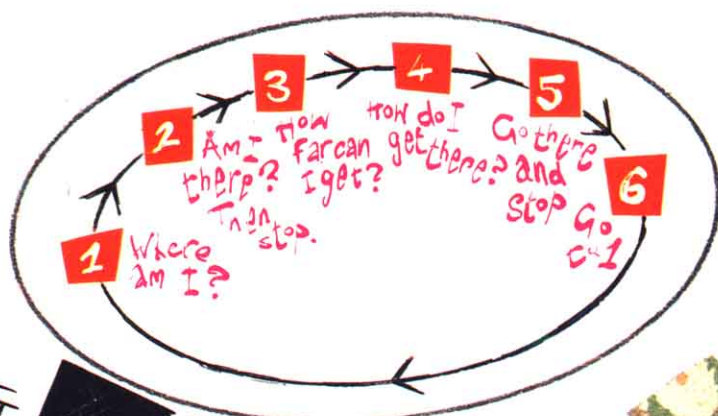 1
Where
am I?
2
Am I
there?
Then
stop.
3
How
far can
I get?
4
How do I
get there?
5
Go there
and
stop
6
Go
1